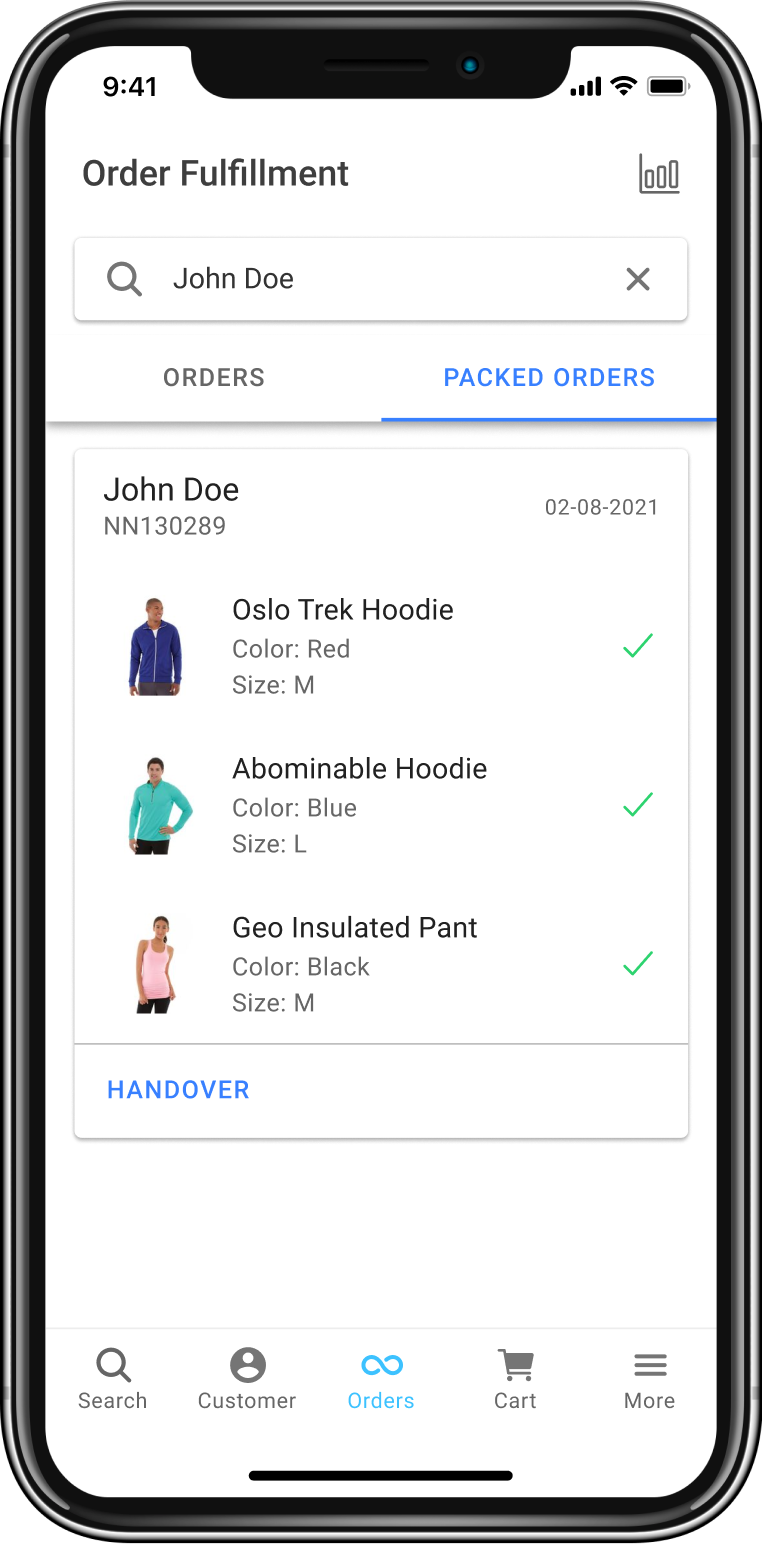 9:41
Order Fulfillment
John Doe
ORDERS
PACKED ORDERS
John Doe
NN130289
02-08-2021
Oslo Trek Hoodie
Color: Red
Size: M
Abominable Hoodie
Color: Blue
Size: L
Geo Insulated Pant
Color: Black
Size: M
HANDOVER
Search
Customer
Orders
Cart
More